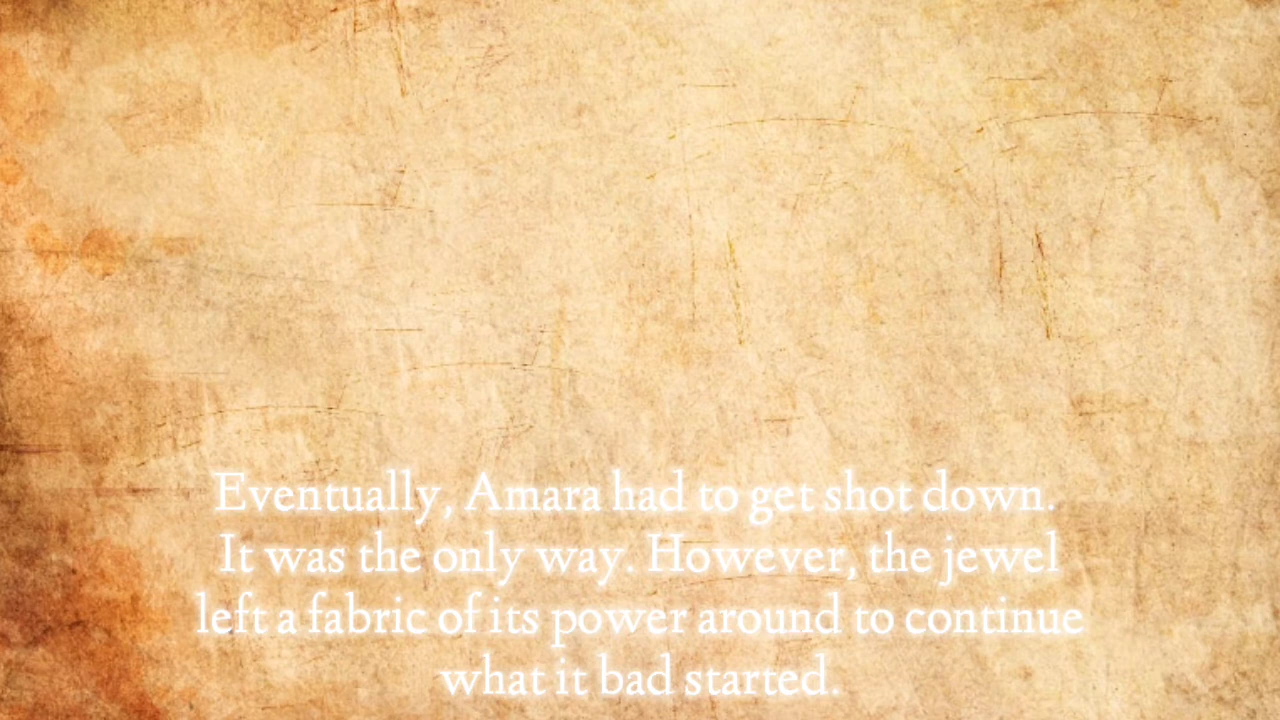 Eventually, Amara had to get shot down.
It was the only way. However, the jewel
left a fabric of its power around to continue
what it bad started.